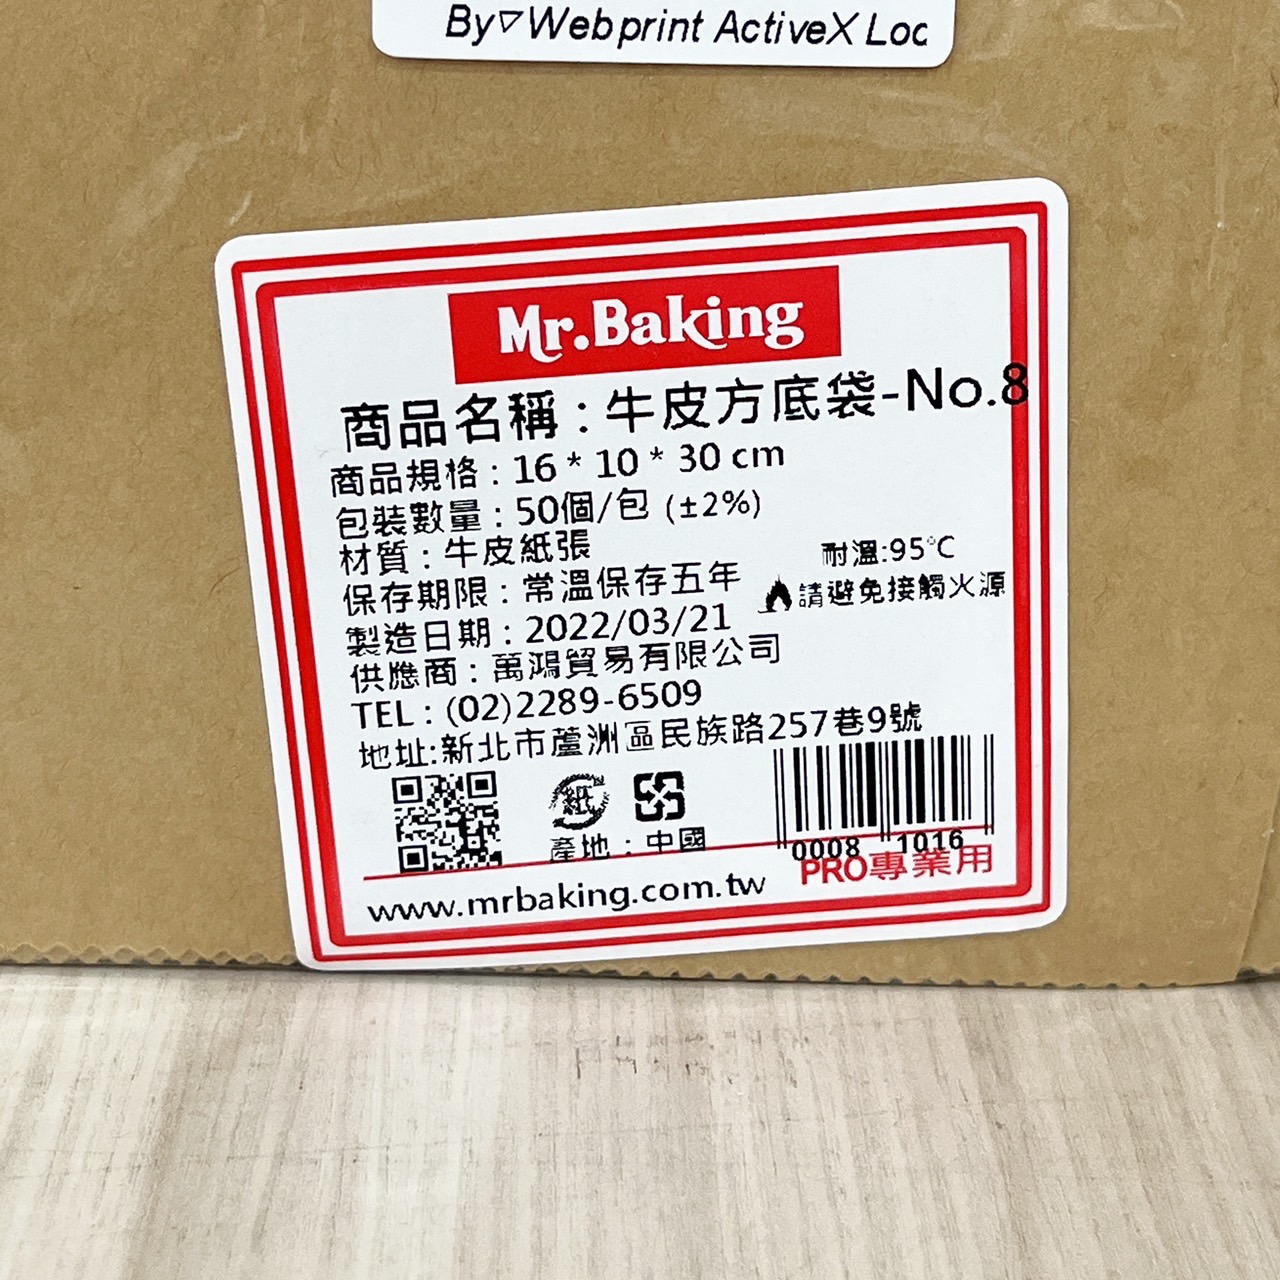 By▽Webprint ActiveX Loc
Mr.Baking
商品名稱：牛皮方底袋-No.8
商品規格：16 * 10 * 30 cm
包裝數量：50個/包 (±2%)
材質：牛皮紙張
耐溫:95°C
保存期限：常溫保存五年
請避免接觸火源
製造日期：2022/03/21
供應商：萬鴻貿易有限公司
TEL：(02)2289-6509
地址:新北市蘆洲區民族路257巷9號
紙
產地：中國
0008 1016
PRO專業用
www.mrbaking.com.tw